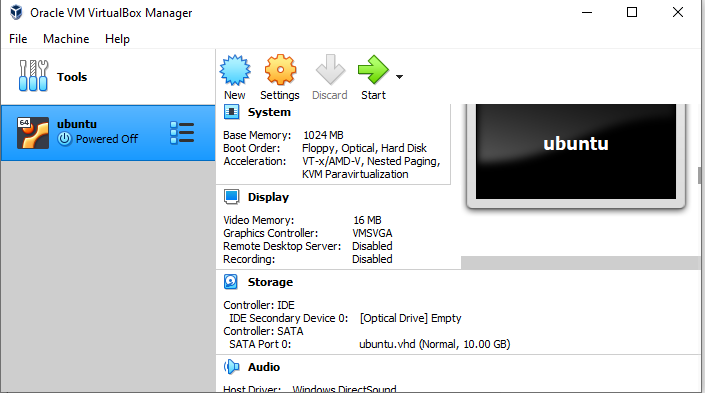 Oracle VM VirtualBox Manager
File Machine Help
Tools
New Settings Discard Start
64
ubuntu
Powered Off
System
Base Memory: 1024 MB
Boot Order: Floppy, Optical, Hard Disk
Acceleration: VT-x/AMD-V, Nested Paging,
KVM Paravirtualization
ubuntu
Display
Video Memory: 16 MB
Graphics Controller: VMSVGA
Remote Desktop Server: Disabled
Recording: Disabled
Storage
Controller: IDE
IDE Secondary Device 0: [Optical Drive] Empty
Controller: SATA
SATA Port 0: ubuntu.vhd (Normal, 10.00 GB)
Audio
Host Driver: Windows DirectSound